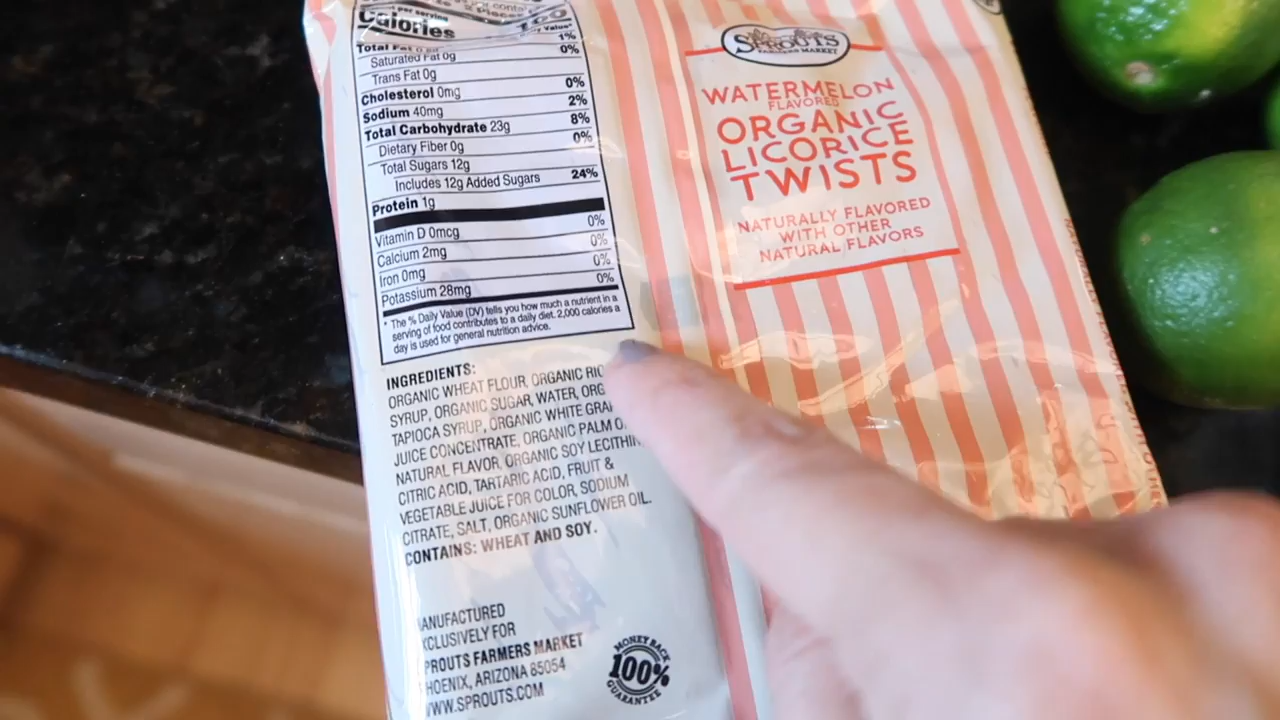 Calories
Total Fat
1%
Saturated Fat 0g
0%
Trans Fat 0g
Cholesterol 0mg
0%
Sodium 40mg
2%
Total Carbohydrate 23g
8%
Dietary Fiber 0g
0%
Total Sugars 12g
Includes 12g Added Sugars
24%
Protein 1g
Vitamin D 0mcg
0%
Calcium 2mg
0%
Iron 0mg
0%
Potassium 28mg
0%
* The % Daily Value (DV) tells you how much a nutrient in a
serving of food contributes to a daily diet. 2,000 calories a
day is used for general nutrition advice.
INGREDIENTS:
ORGANIC WHEAT FLOUR, ORGANIC RIC
SYRUP, ORGANIC SUGAR, WATER, ORG
TAPIOCA SYRUP, ORGANIC WHITE GRA
JUICE CONCENTRATE, ORGANIC PALM O
NATURAL FLAVOR, ORGANIC SOY LECITHIN
CITRIC ACID, TARTARIC ACID, FRUIT &
VEGETABLE JUICE FOR COLOR, SODIUM
CITRATE, SALT, ORGANIC SUNFLOWER OIL.
CONTAINS: WHEAT AND SOY.
ANUFACTURED
XCLUSIVELY FOR
PROUTS FARMERS MARKET
HOENIX, ARIZONA 85054
WW.SPROUTS.COM
MONEY BACK
100%
GUARANTEE
SPROUTS
FARMERS MARKET
WATERMELON
FLAVORED
ORGANIC
LICORICE
TWISTS
NATURALLY FLAVORED
WITH OTHER
NATURAL FLAVORS